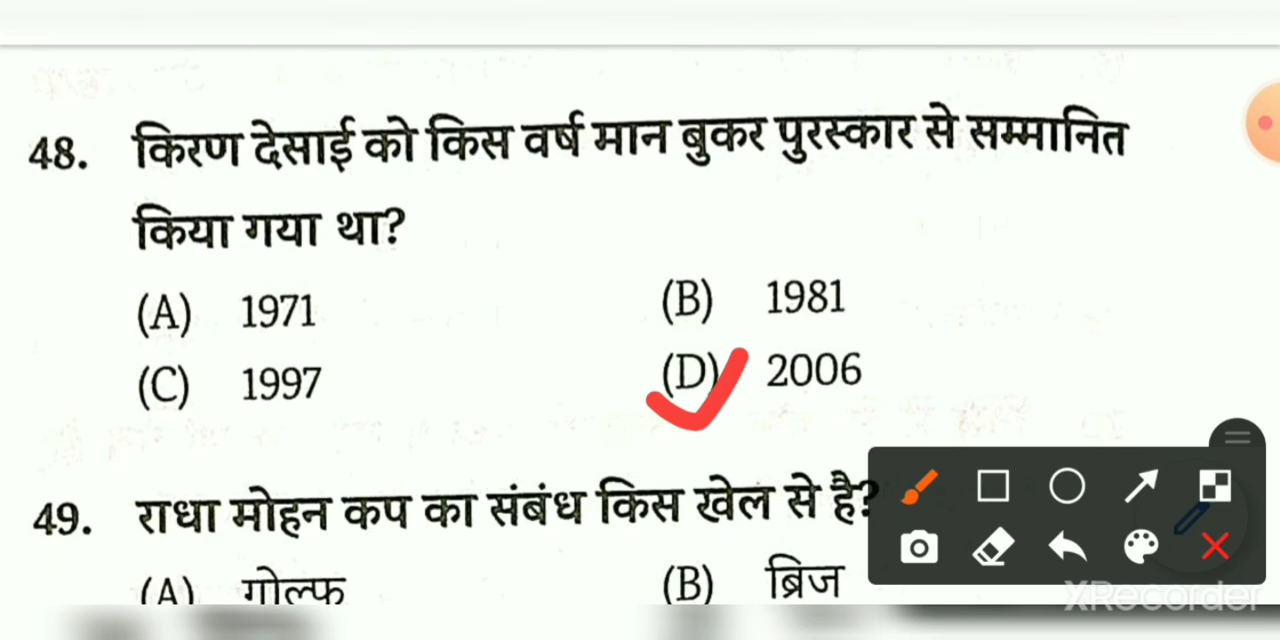 48. किरण देसाई को किस वर्ष मान बुकर पुरस्कार से सम्मानित
किया गया था?
(A) 1971 (B) 1981
(C) 1997 (D) 2006
49. राधा मोहन कप का संबंध किस खेल से है?
(A) गोल्फ (B) ब्रिज
XRecorder